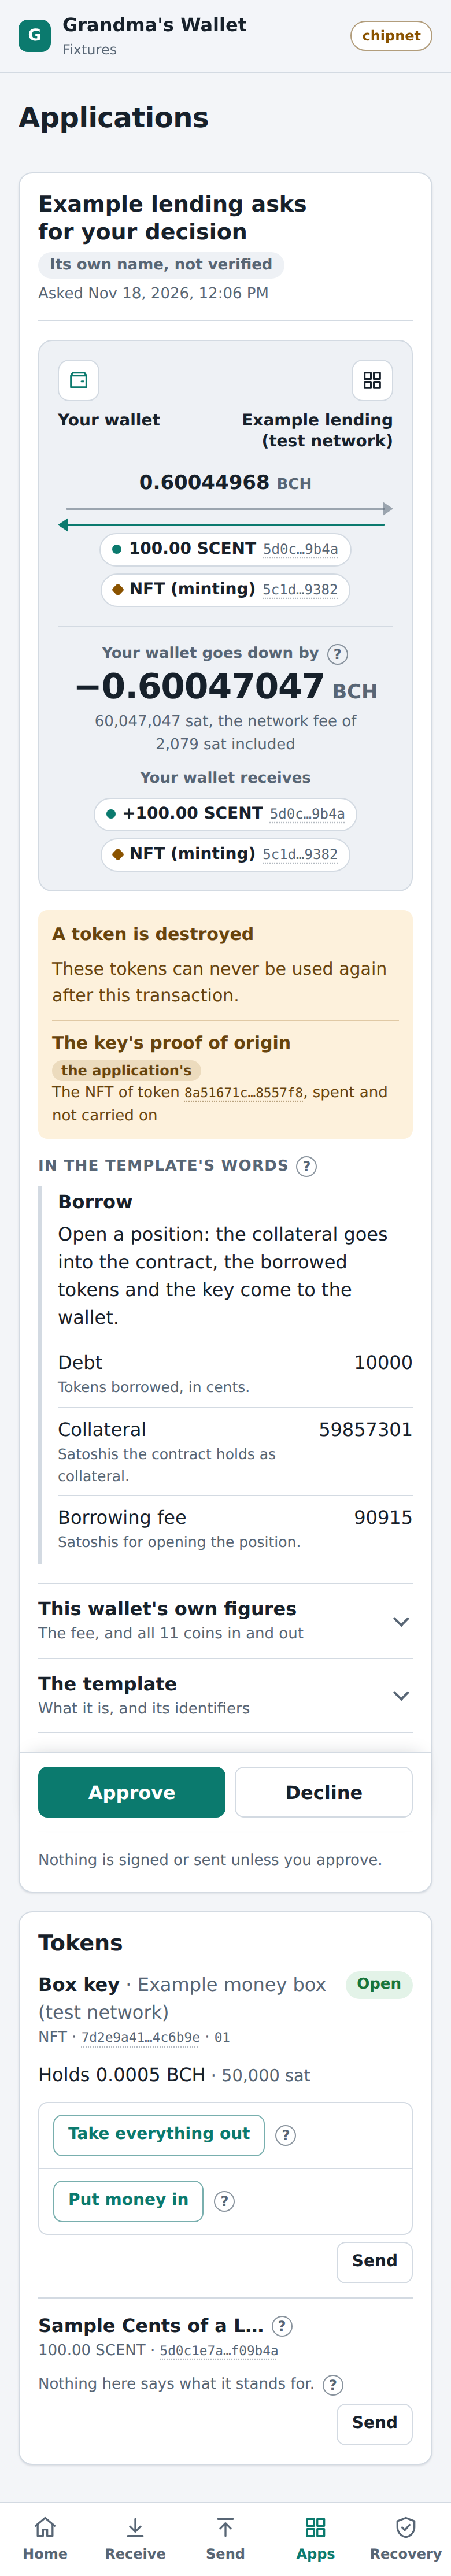 G
Grandma's Wallet
Fixtures
chipnet
Applications
Example lending asks
for your decision
Its own name, not verified
Asked Nov 18, 2026, 12:06 PM
Your wallet
Example lending
(test network)
0.60044968 BCH
100.00 SCENT 5d0c…9b4a
NFT (minting) 5c1d…9382
Your wallet goes down by ?
−0.60047047 BCH
60,047,047 sat, the network fee of
2,079 sat included
Your wallet receives
+100.00 SCENT 5d0c…9b4a
NFT (minting) 5c1d…9382
A token is destroyed
These tokens can never be used again
after this transaction.
The key's proof of origin
the application's
The NFT of token 8a51671c…8557f8, spent and
not carried on
IN THE TEMPLATE'S WORDS ?
Borrow
Open a position: the collateral goes
into the contract, the borrowed
tokens and the key come to the
wallet.
Debt 10000
Tokens borrowed, in cents.
Collateral 59857301
Satoshis the contract holds as
collateral.
Borrowing fee 90915
Satoshis for opening the position.
This wallet's own figures
The fee, and all 11 coins in and out
The template
What it is, and its identifiers
Approve Decline
Nothing is signed or sent unless you approve.
Tokens
Box key · Example money box Open
(test network)
NFT · 7d2e9a41…4c6b9e · 01
Holds 0.0005 BCH · 50,000 sat
Take everything out ?
Put money in ?
Send
Sample Cents of a L… ?
100.00 SCENT · 5d0c1e7a…f09b4a
Nothing here says what it stands for. ?
Send
Home Receive Send Apps Recovery